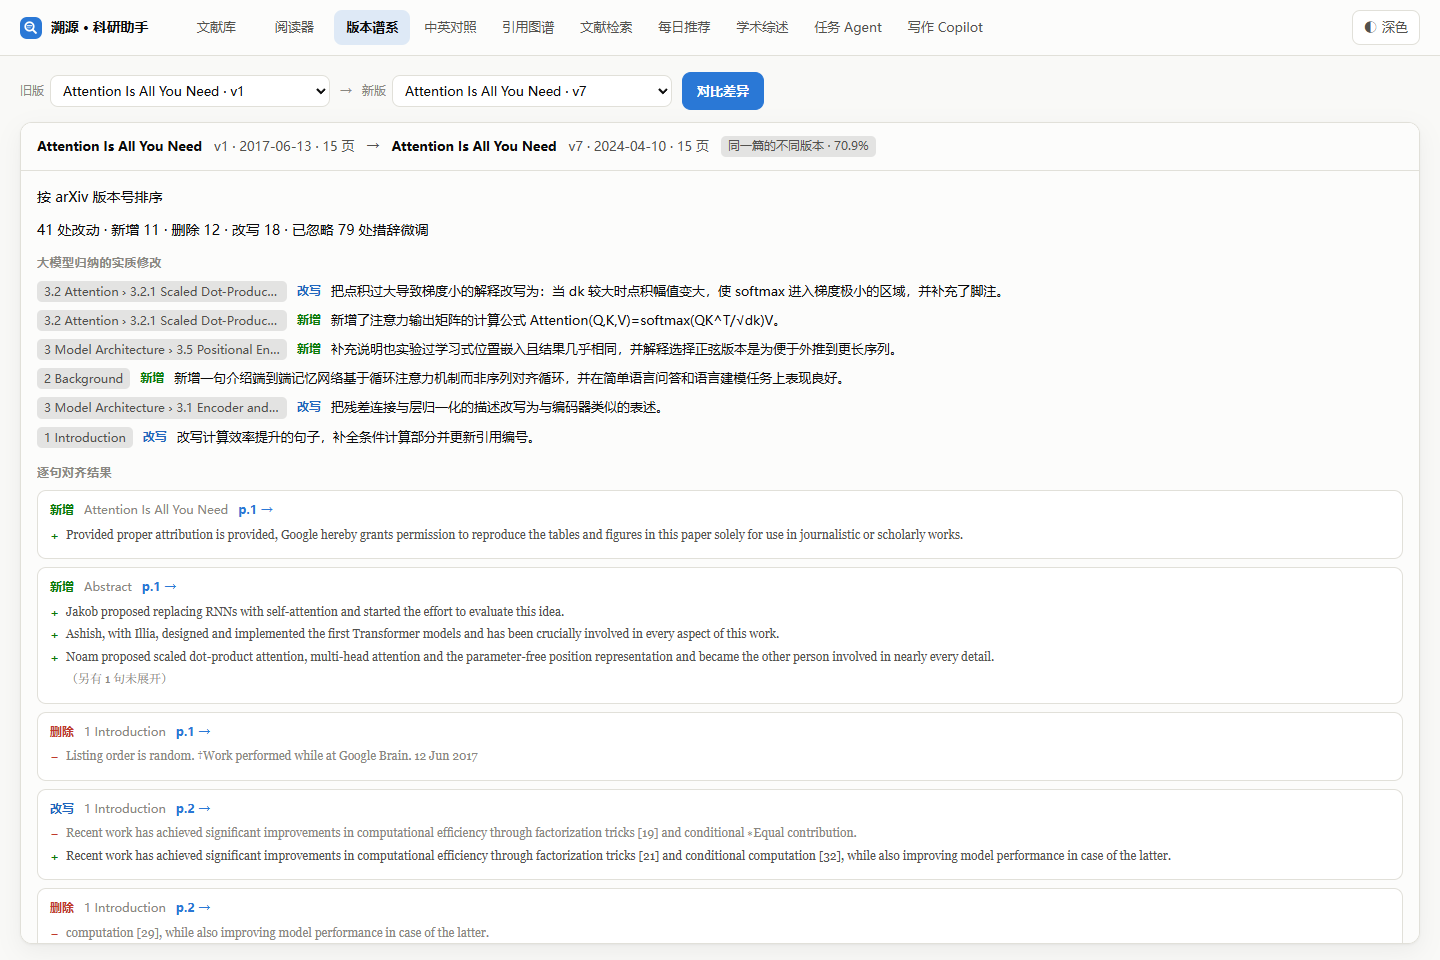 溯源 • 科研助手 文献库 阅读器 版本谱系 中英对照 引用图谱 文献检索 每日推荐 学术综述 任务 Agent 写作 Copilot 深色
旧版 Attention Is All You Need · v1 → 新版 Attention Is All You Need · v7 对比差异
Attention Is All You Need v1 · 2017-06-13 · 15 页 → Attention Is All You Need v7 · 2024-04-10 · 15 页 同一篇的不同版本 · 70.9%
按 arXiv 版本号排序
41 处改动 · 新增 11 · 删除 12 · 改写 18 · 已忽略 79 处措辞微调
大模型归纳的实质修改
3.2 Attention › 3.2.1 Scaled Dot-Produc... 改写 把点积过大导致梯度小的解释改写为：当 dk 较大时点积幅值变大，使 softmax 进入梯度极小的区域，并补充了脚注。
3.2 Attention › 3.2.1 Scaled Dot-Produc... 新增 新增了注意力输出矩阵的计算公式 Attention(Q,K,V)=softmax(QK^T/√dk)V。
3 Model Architecture › 3.5 Positional En... 新增 补充说明也实验过学习式位置嵌入且结果几乎相同，并解释选择正弦版本是为便于外推到更长序列。
2 Background 新增 新增一句介绍端到端记忆网络基于循环注意力机制而非序列对齐循环，并在简单语言问答和语言建模任务上表现良好。
3 Model Architecture › 3.1 Encoder and... 改写 把残差连接与层归一化的描述改写为与编码器类似的表述。
1 Introduction 改写 改写计算效率提升的句子，补全条件计算部分并更新引用编号。
逐句对齐结果
新增 Attention Is All You Need p.1 →
+ Provided proper attribution is provided, Google hereby grants permission to reproduce the tables and figures in this paper solely for use in journalistic or scholarly works.
新增 Abstract p.1 →
+ Jakob proposed replacing RNNs with self-attention and started the effort to evaluate this idea.
+ Ashish, with Illia, designed and implemented the first Transformer models and has been crucially involved in every aspect of this work.
+ Noam proposed scaled dot-product attention, multi-head attention and the parameter-free position representation and became the other person involved in nearly every detail.
（另有 1 句未展开）
删除 1 Introduction p.1 →
− Listing order is random. †Work performed while at Google Brain. 12 Jun 2017
改写 1 Introduction p.2 →
− Recent work has achieved significant improvements in computational efficiency through factorization tricks [19] and conditional ∗Equal contribution.
+ Recent work has achieved significant improvements in computational efficiency through factorization tricks [21] and conditional computation [32], while also improving model performance in case of the latter.
删除 1 Introduction p.2 →
− computation [29], while also improving model performance in case of the latter.